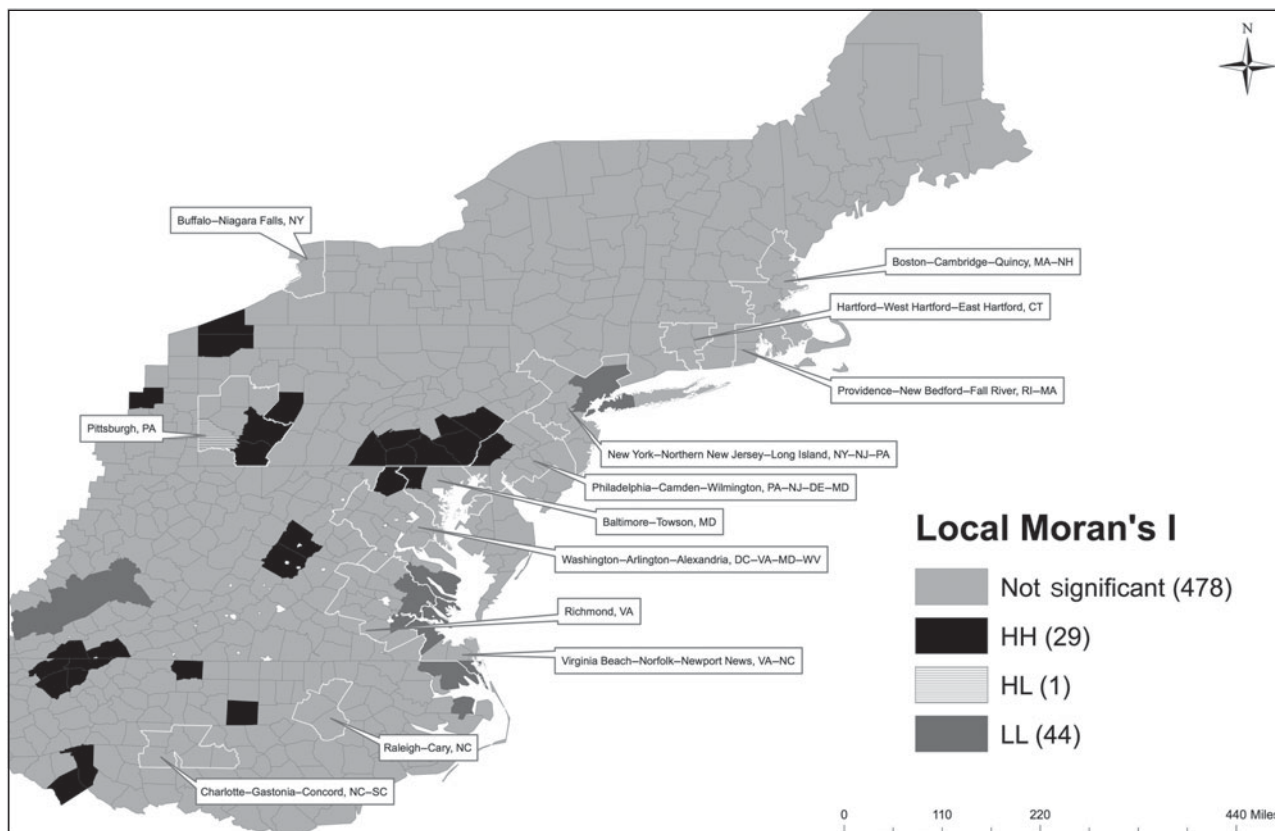 N
Buffalo–Niagara Falls, NY
Boston–Cambridge–Quincy, MA–NH
Hartford–West Hartford–East Hartford, CT
Providence–New Bedford–Fall River, RI–MA
Pittsburgh, PA
New York–Northern New Jersey–Long Island, NY–NJ–PA
Philadelphia–Camden–Wilmington, PA–NJ–DE–MD
Baltimore–Towson, MD
Washington–Arlington–Alexandria, DC–VA–MD–WV
Richmond, VA
Virginia Beach–Norfolk–Newport News, VA–NC
Raleigh–Cary, NC
Charlotte–Gastonia–Concord, NC–SC
Local Moran's I
Not significant (478)
HH (29)
HL (1)
LL (44)
0 110 220 440 Miles